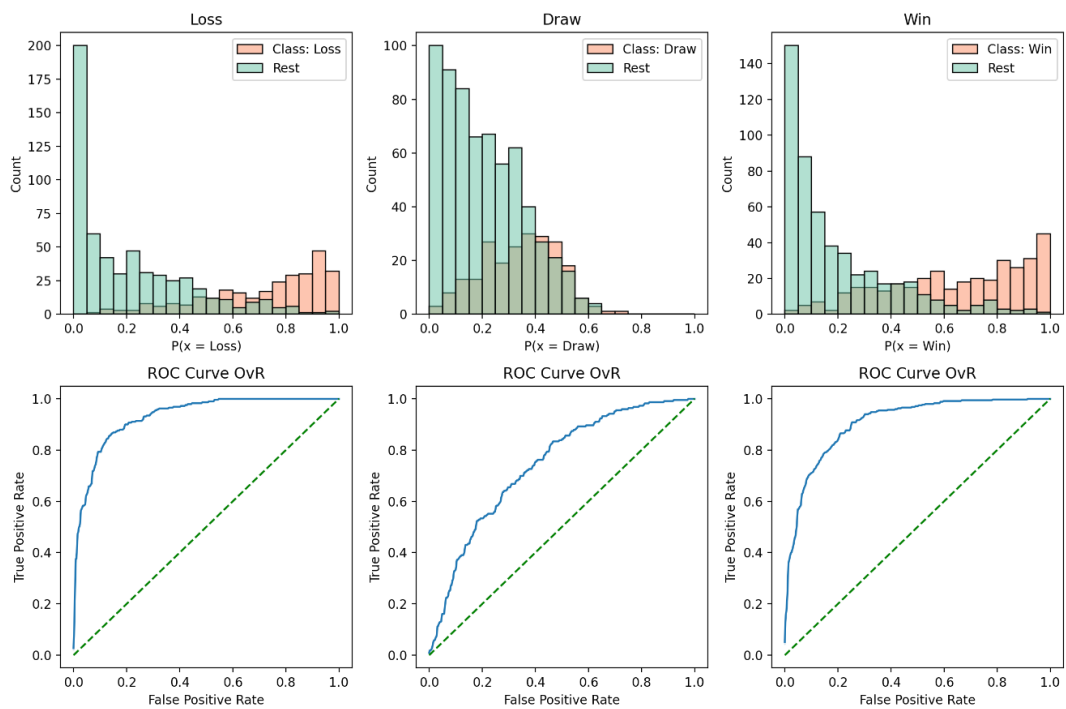 Loss
Class: Loss
Rest
200
175
150
125
100
75
50
25
0
Count
0.0 0.2 0.4 0.6 0.8 1.0
P(x = Loss)
Draw
Class: Draw
Rest
100
80
60
40
20
0
Count
0.0 0.2 0.4 0.6 0.8 1.0
P(x = Draw)
Win
Class: Win
Rest
140
120
100
80
60
40
20
0
Count
0.0 0.2 0.4 0.6 0.8 1.0
P(x = Win)
ROC Curve OvR
1.0
0.8
0.6
0.4
0.2
0.0
True Positive Rate
0.0 0.2 0.4 0.6 0.8 1.0
False Positive Rate
ROC Curve OvR
1.0
0.8
0.6
0.4
0.2
0.0
True Positive Rate
0.0 0.2 0.4 0.6 0.8 1.0
False Positive Rate
ROC Curve OvR
1.0
0.8
0.6
0.4
0.2
0.0
True Positive Rate
0.0 0.2 0.4 0.6 0.8 1.0
False Positive Rate